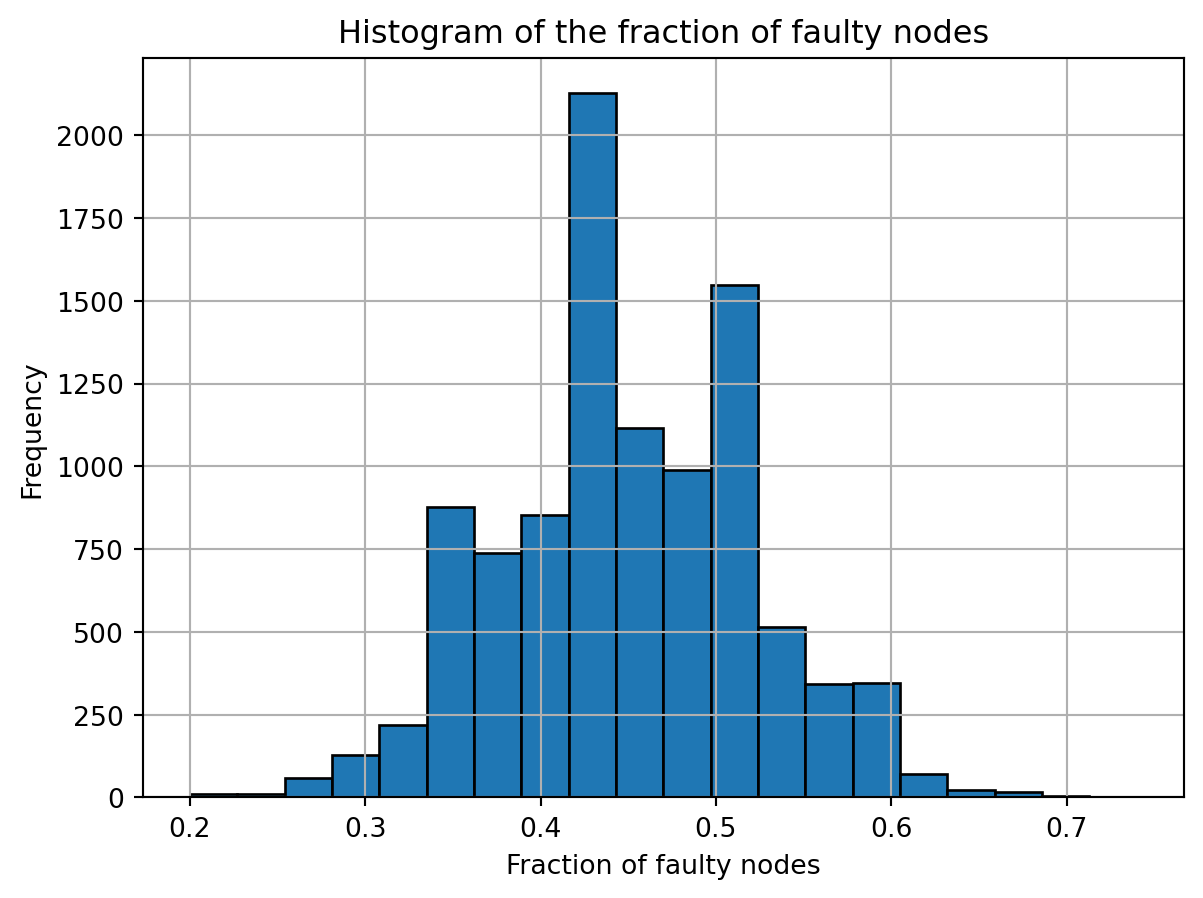 Histogram of the fraction of faulty nodes
Frequency
2000
1750
1500
1250
1000
750
500
250
0
0.2 0.3 0.4 0.5 0.6 0.7
Fraction of faulty nodes